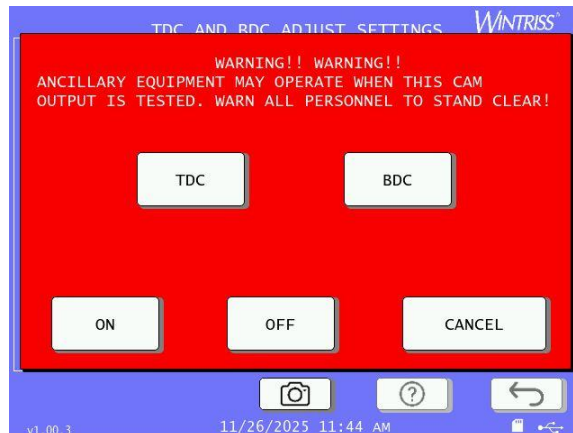 TDC AND BDC ADJUST SETTINGS
WINTRISS®
WARNING!! WARNING!!
ANCILLARY EQUIPMENT MAY OPERATE WHEN THIS CAM
OUTPUT IS TESTED. WARN ALL PERSONNEL TO STAND CLEAR!
TDC
BDC
ON
OFF
CANCEL
?
v1.00.3
11/26/2025 11:44 AM